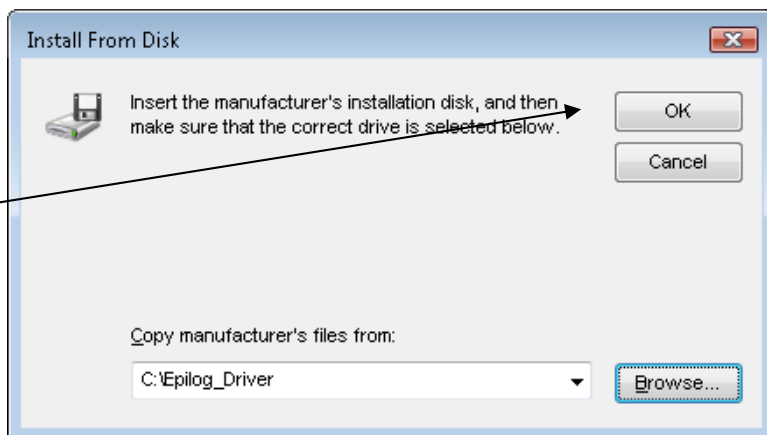 Install From Disk
Insert the manufacturer's installation disk, and then
make sure that the correct drive is selected below.
OK
Cancel
Copy manufacturer's files from:
C:\Epilog_Driver
Browse...